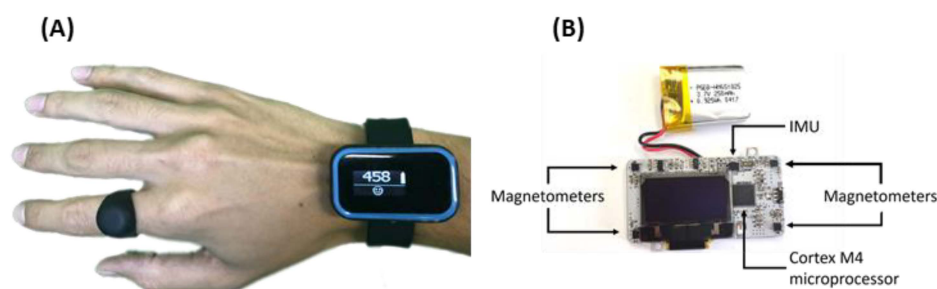 (A)
(B)
458
3.7V 250mAh
IMU
Magnetometers
Magnetometers
Cortex M4
microprocessor